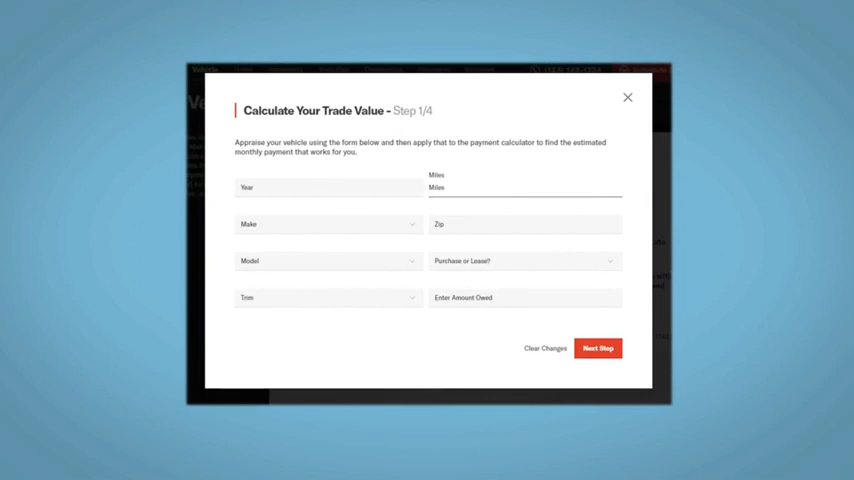 Calculate Your Trade Value - Step 1/4
Appraise your vehicle using the form below and then apply that to the payment calculator to find the estimated
monthly payment that works for you.
Miles
Year
Miles
Make
Zip
Model
Purchase or Lease?
Trim
Enter Amount Owed
Clear Changes
Next Step